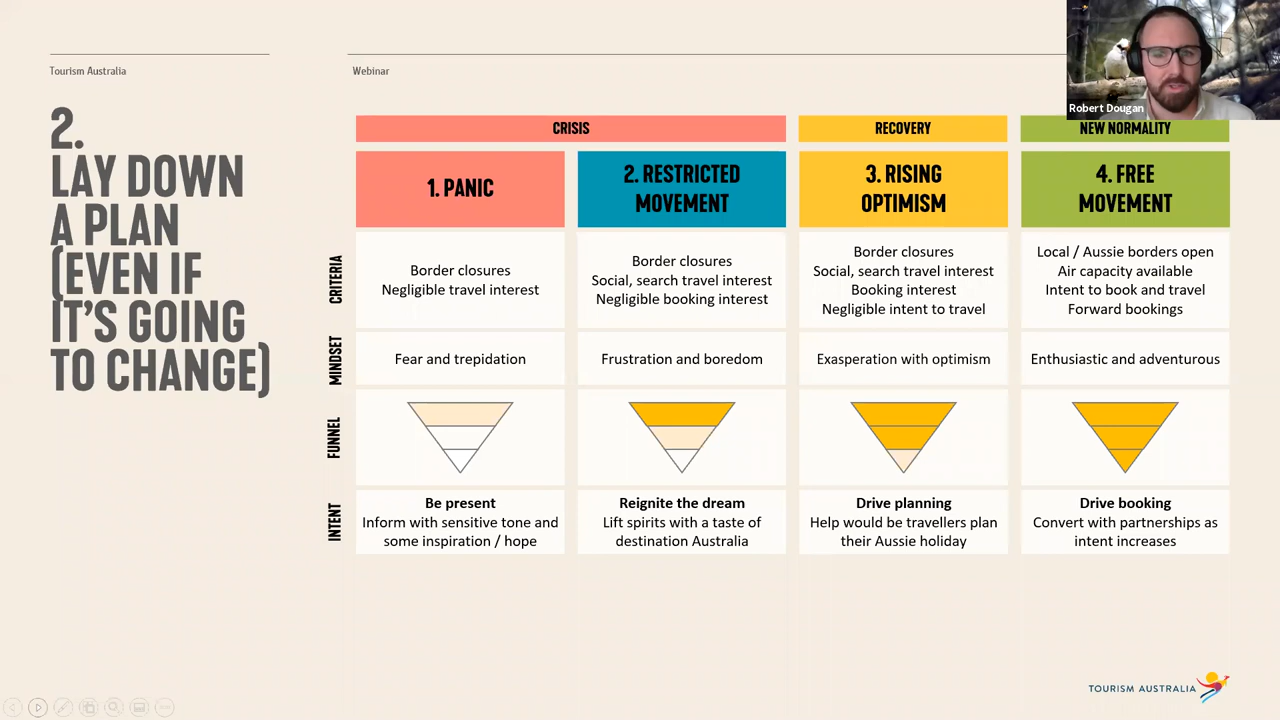 Tourism Australia
Webinar
Robert Dougan
2.
LAY DOWN
A PLAN
(EVEN IF
IT'S GOING
TO CHANGE)
CRISIS
RECOVERY
NEW NORMALITY
1. PANIC
2. RESTRICTED
MOVEMENT
3. RISING
OPTIMISM
4. FREE
MOVEMENT
CRITERIA
Border closures
Negligible travel interest
Border closures
Social, search travel interest
Negligible booking interest
Border closures
Social, search travel interest
Booking interest
Negligible intent to travel
Local / Aussie borders open
Air capacity available
Intent to book and travel
Forward bookings
MINDSET
Fear and trepidation
Frustration and boredom
Exasperation with optimism
Enthusiastic and adventurous
FUNNEL
INTENT
Be present
Inform with sensitive tone and
some inspiration / hope
Reignite the dream
Lift spirits with a taste of
destination Australia
Drive planning
Help would be travellers plan
their Aussie holiday
Drive booking
Convert with partnerships as
intent increases
TOURISM AUSTRALIA